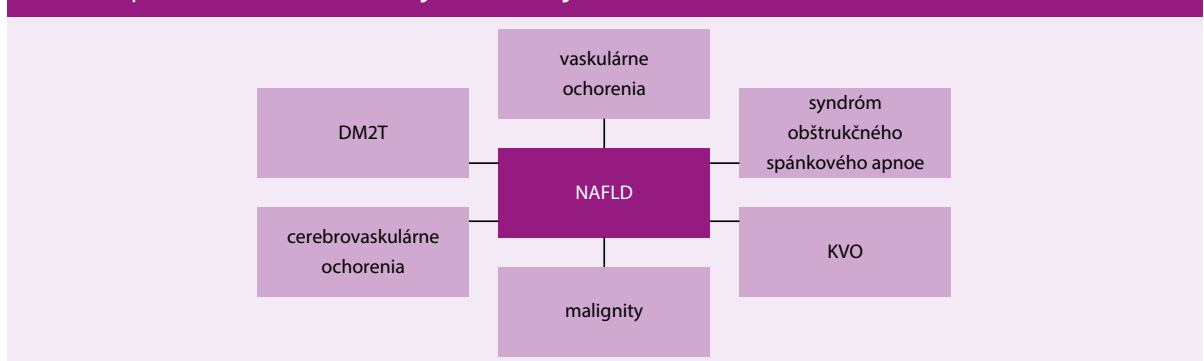 vaskulárne
ochorenia
DM2T
syndróm
obštrukčného
spánkového apnoe
NAFLD
cerebrovaskulárne
ochorenia
KVO
malignity